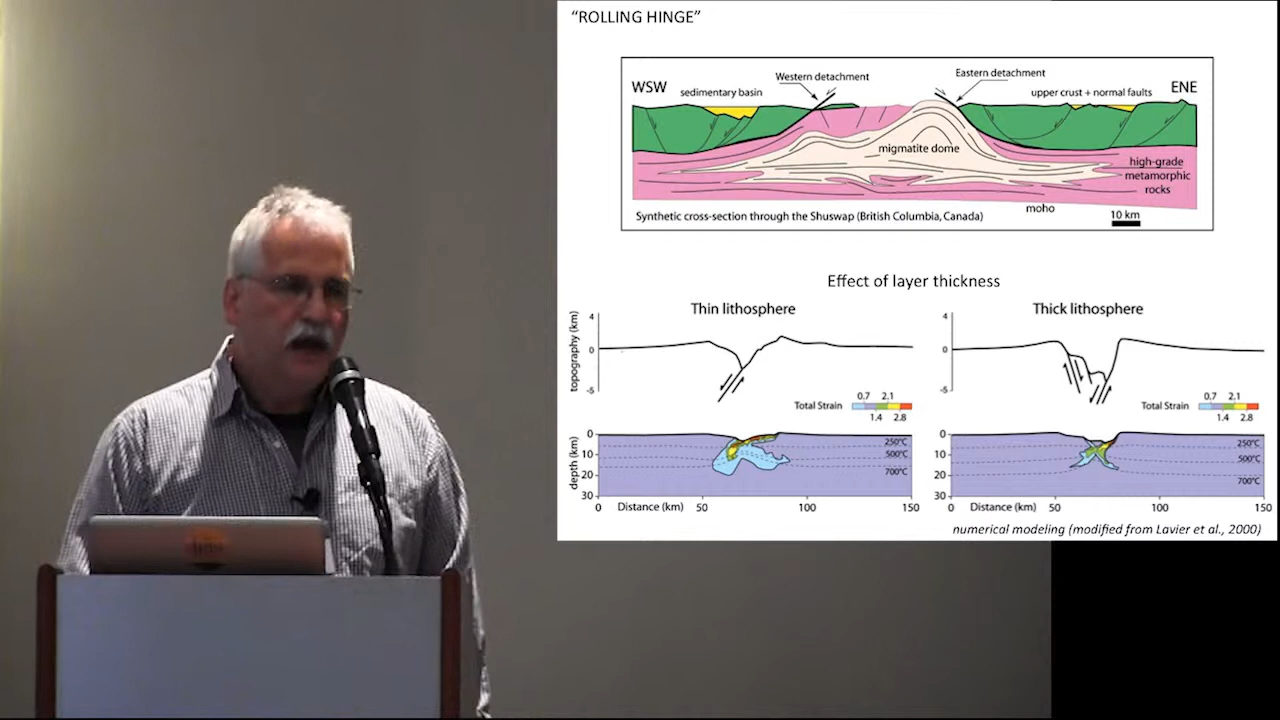 “ROLLING HINGE”
WSW
sedimentary basin
Western detachment
Eastern detachment
upper crust + normal faults
ENE
migmatite dome
high-grade
metamorphic
rocks
moho
Synthetic cross-section through the Shuswap (British Columbia, Canada)
10 km
Effect of layer thickness
Thin lithosphere
topography (km)
4
0
-5
Total Strain
0.7 2.1
1.4 2.8
depth (km)
0
10
20
30
250°C
500°C
700°C
0 Distance (km) 50 100 150
Thick lithosphere
4
0
-5
Total Strain
0.7 2.1
1.4 2.8
0
10
20
30
250°C
500°C
700°C
0 Distance (km) 50 100 150
numerical modeling (modified from Lavier et al., 2000)